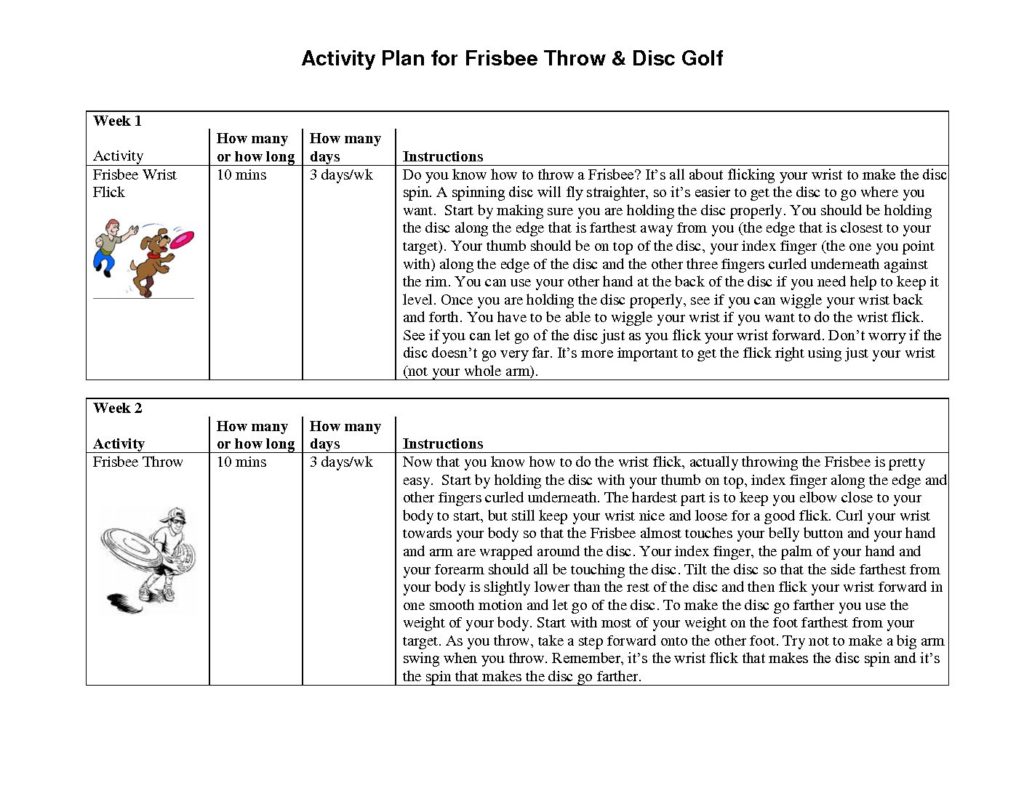 Activity Plan for Frisbee Throw & Disc Golf
Week 1
Activity
How many
or how long
How many
days
Instructions
Frisbee Wrist
Flick
10 mins
3 days/wk
Do you know how to throw a Frisbee? It's all about flicking your wrist to make the disc
spin. A spinning disc will fly straighter, so it's easier to get the disc to go where you
want.  Start by making sure you are holding the disc properly. You should be holding
the disc along the edge that is farthest away from you (the edge that is closest to your
target). Your thumb should be on top of the disc, your index finger (the one you point
with) along the edge of the disc and the other three fingers curled underneath against
the rim. You can use your other hand at the back of the disc if you need help to keep it
level. Once you are holding the disc properly, see if you can wiggle your wrist back
and forth. You have to be able to wiggle your wrist if you want to do the wrist flick.
See if you can let go of the disc just as you flick your wrist forward. Don't worry if the
disc doesn't go very far. It's more important to get the flick right using just your wrist
(not your whole arm).
Week 2
Activity
How many
or how long
How many
days
Instructions
Frisbee Throw
10 mins
3 days/wk
Now that you know how to do the wrist flick, actually throwing the Frisbee is pretty
easy.  Start by holding the disc with your thumb on top, index finger along the edge and
other fingers curled underneath. The hardest part is to keep you elbow close to your
body to start, but still keep your wrist nice and loose for a good flick. Curl your wrist
towards your body so that the Frisbee almost touches your belly button and your hand
and arm are wrapped around the disc. Your index finger, the palm of your hand and
your forearm should all be touching the disc. Tilt the disc so that the side farthest from
your body is slightly lower than the rest of the disc and then flick your wrist forward in
one smooth motion and let go of the disc. To make the disc go farther you use the
weight of your body. Start with most of your weight on the foot farthest from your
target. As you throw, take a step forward onto the other foot. Try not to make a big arm
swing when you throw. Remember, it's the wrist flick that makes the disc spin and it's
the spin that makes the disc go farther.